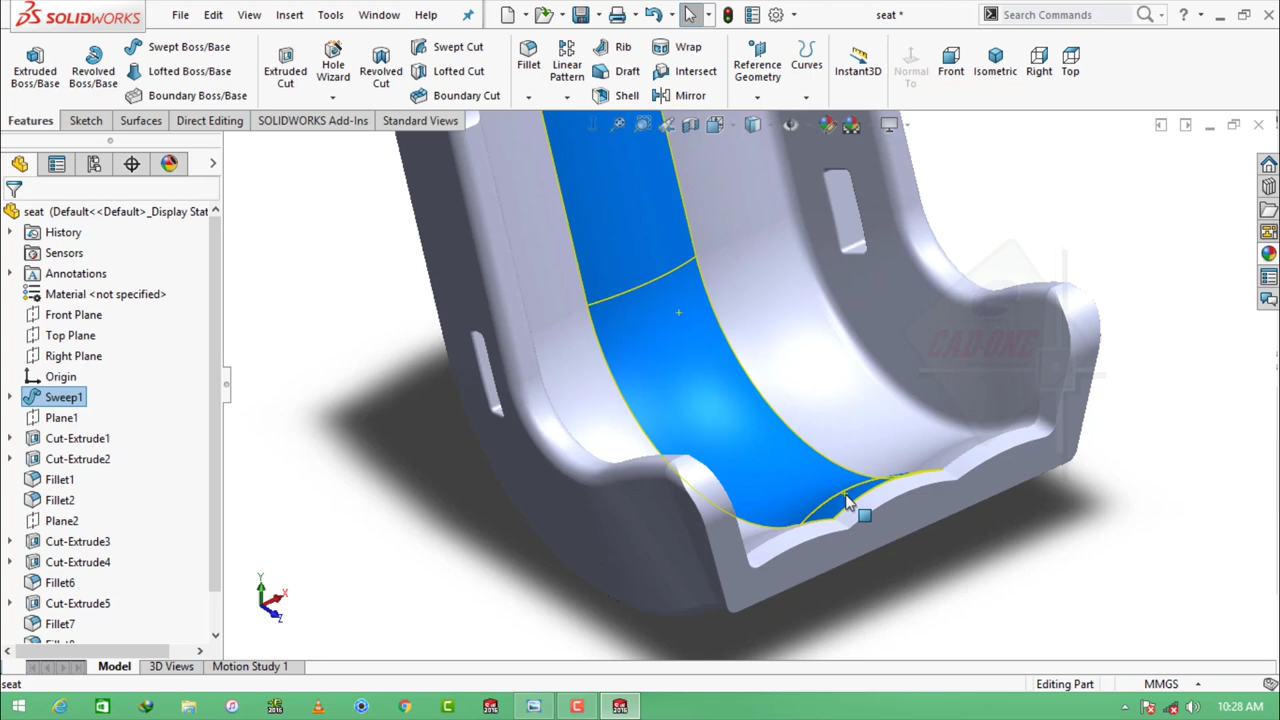 SOLIDWORKS
File
Edit
View
Insert
Tools
Window
Help
seat *
Search Commands
?
Extruded Boss/Base
Revolved Boss/Base
Swept Boss/Base
Lofted Boss/Base
Boundary Boss/Base
Extruded Cut
Hole Wizard
Revolved Cut
Swept Cut
Lofted Cut
Boundary Cut
Fillet
Linear Pattern
Rib
Draft
Shell
Wrap
Intersect
Mirror
Reference Geometry
Curves
Instant3D
Normal To
Front
Isometric
Right
Top
Features
Sketch
Surfaces
Direct Editing
SOLIDWORKS Add-Ins
Standard Views
seat (Default<<Default>_Display Stat
History
Sensors
Annotations
Material <not specified>
Front Plane
Top Plane
Right Plane
Origin
Sweep1
Plane1
Cut-Extrude1
Cut-Extrude2
Fillet1
Fillet2
Plane2
Cut-Extrude3
Cut-Extrude4
Fillet6
Cut-Extrude5
Fillet7
CAD-ONE
Y
X
Z
Model
3D Views
Motion Study 1
seat
Editing Part
MMGS
10:28 AM